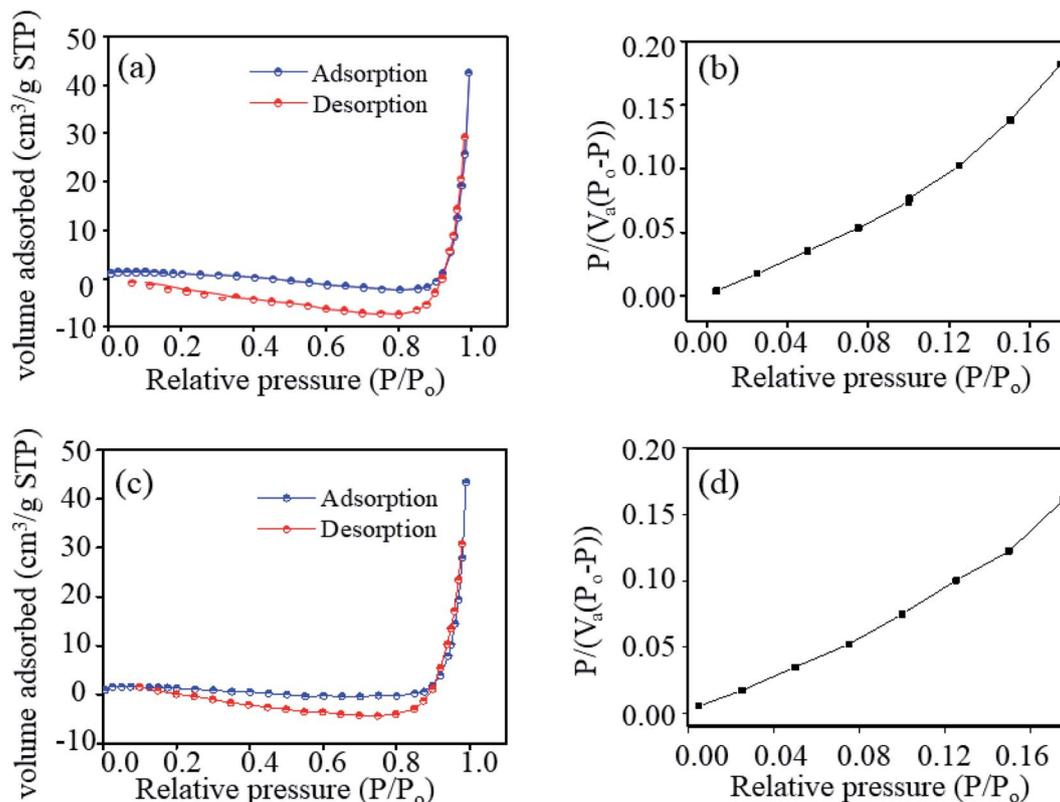 (a)
Adsorption
Desorption
volume adsorbed (cm³/g STP)
50
40
30
20
10
0
-10
0.0 0.2 0.4 0.6 0.8 1.0
Relative pressure (P/Pₒ)
(b)
P/(Vₐ(Pₒ-P))
0.20
0.15
0.10
0.05
0.00
0.00 0.04 0.08 0.12 0.16
Relative pressure (P/Pₒ)
(c)
Adsorption
Desorption
volume adsorbed (cm³/g STP)
50
40
30
20
10
0
-10
0.0 0.2 0.4 0.6 0.8 1.0
Relative pressure (P/Pₒ)
(d)
P/(Vₐ(Pₒ-P))
0.20
0.15
0.10
0.05
0.00
0.00 0.04 0.08 0.12 0.16
Relative pressure (P/Pₒ)